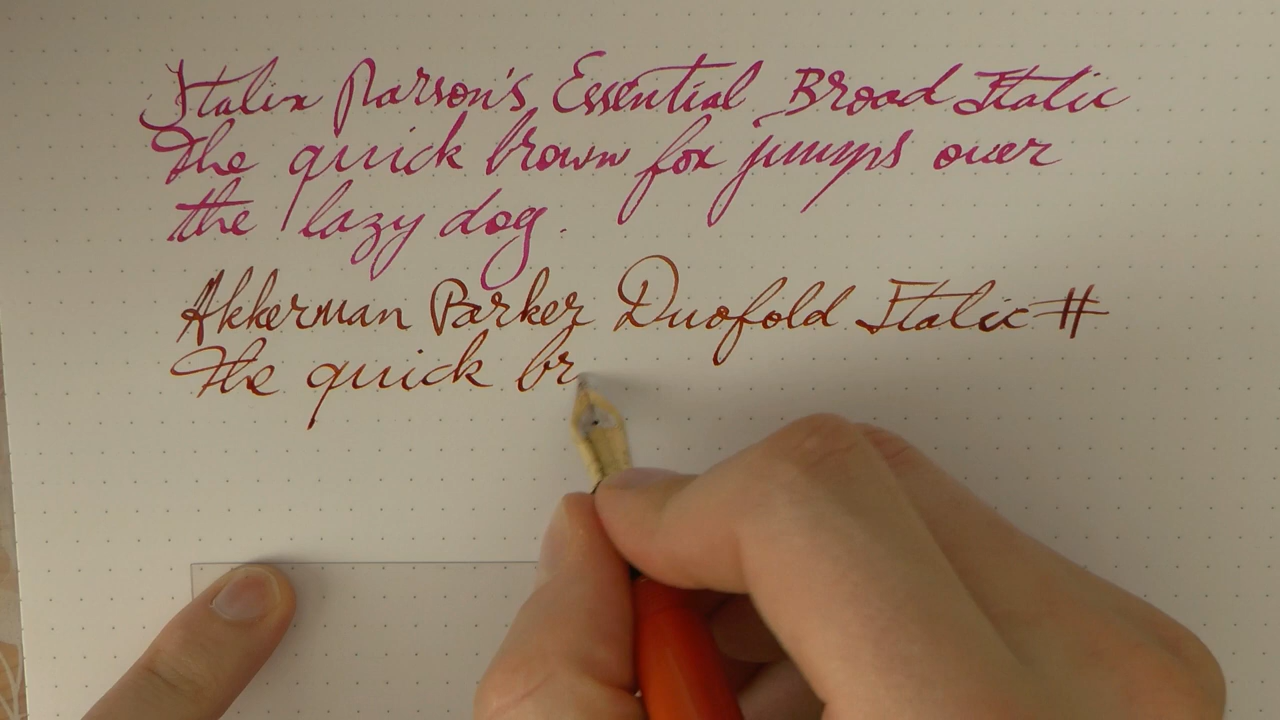 Italix Parson's Essential Broad Italic
The quick brown fox jumps over
the lazy dog.
Akkerman Parker Duofold Italic #
The quick br